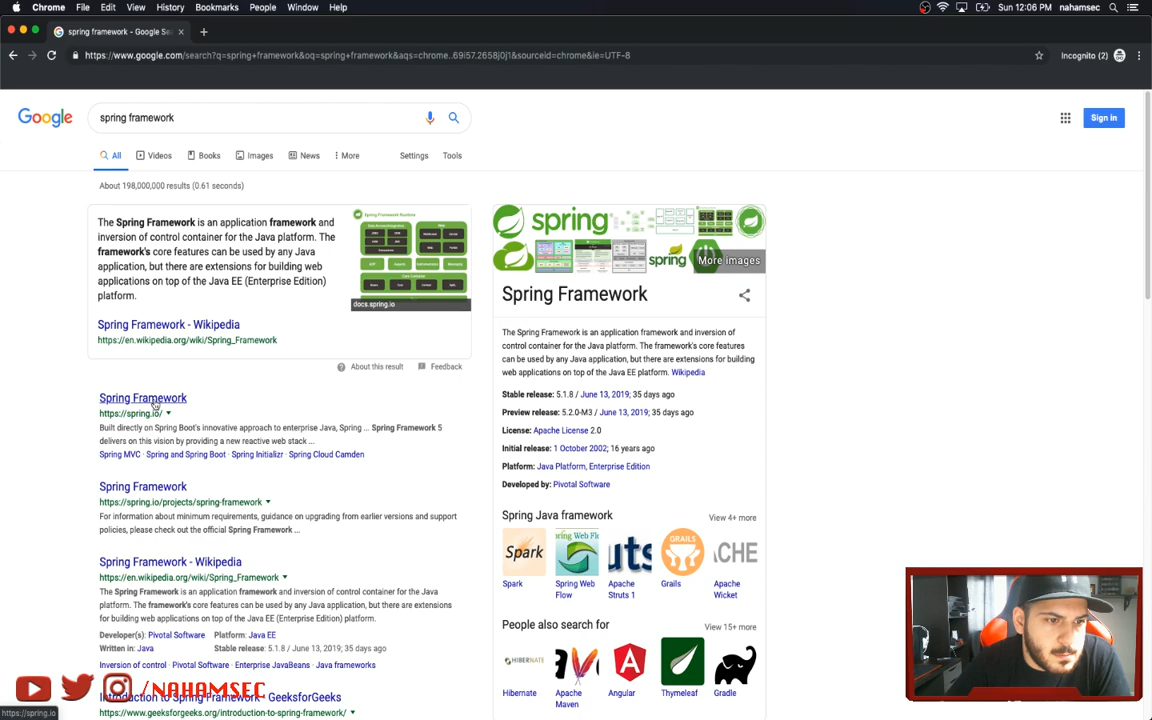 Chrome File Edit View History Bookmarks People Window Help
Sun 12:06 PM nahamsec
spring framework - Google Se
https://www.google.com/search?q=spring+framework&oq=spring+framework&aqs=chrome..69i57.2658j0j1&sourceid=chrome&ie=UTF-8
Incognito (2)
Google
spring framework
Sign in
All Videos Books Images News More Settings Tools
About 198,000,000 results (0.61 seconds)
The Spring Framework is an application framework and
inversion of control container for the Java platform. The
framework's core features can be used by any Java
application, but there are extensions for building web
applications on top of the Java EE (Enterprise Edition)
platform.
Spring Framework Runtime
docs.spring.io
Spring Framework - Wikipedia
https://en.wikipedia.org/wiki/Spring_Framework
About this result Feedback
Spring Framework
https://spring.io/
Built directly on Spring Boot's innovative approach to enterprise Java, Spring ... Spring Framework 5
delivers on this vision by providing a new reactive web stack ...
Spring MVC · Spring and Spring Boot · Spring Initializr · Spring Cloud Camden
Spring Framework
https://spring.io/projects/spring-framework
For information about minimum requirements, guidance on upgrading from earlier versions and support
policies, please check out the official Spring Framework ...
Spring Framework - Wikipedia
https://en.wikipedia.org/wiki/Spring_Framework
The Spring Framework is an application framework and inversion of control container for the Java
platform. The framework's core features can be used by any Java application, but there are extensions
for building web applications on top of the Java EE (Enterprise Edition) platform.
Developer(s): Pivotal Software Platform: Java EE
Written in: Java Stable release: 5.1.8 / June 13, 2019; 35 days ago
Inversion of control · Pivotal Software · Enterprise JavaBeans · Java frameworks
Introduction to Spring Framework - GeeksforGeeks
https://www.geeksforgeeks.org/introduction-to-spring-framework/
/NAHAMSEC
https://spring.io
spring
spring
More images
Spring Framework
The Spring Framework is an application framework and inversion of
control container for the Java platform. The framework's core
features can be used by any Java application, but there are
extensions for building
web applications on top of the Java EE platform. Wikipedia
Stable release: 5.1.8 / June 13, 2019; 35 days ago
Preview release: 5.2.0-M3 / June 13, 2019; 35 days ago
License: Apache License 2.0
Initial release: 1 October 2002; 16 years ago
Platform: Java Platform, Enterprise Edition
Developed by: Pivotal Software
Spring Java framework
View 4+ more
Spark
Spring Web Flo
uts
GRAILS
ACHE
Spark
Spring Web Flow
Apache Struts 1
Grails
Apache Wicket
People also search for
View 15+ more
HIBERNATE
Maven
Hibernate
Apache Maven
Angular
Thymeleaf
Gradle